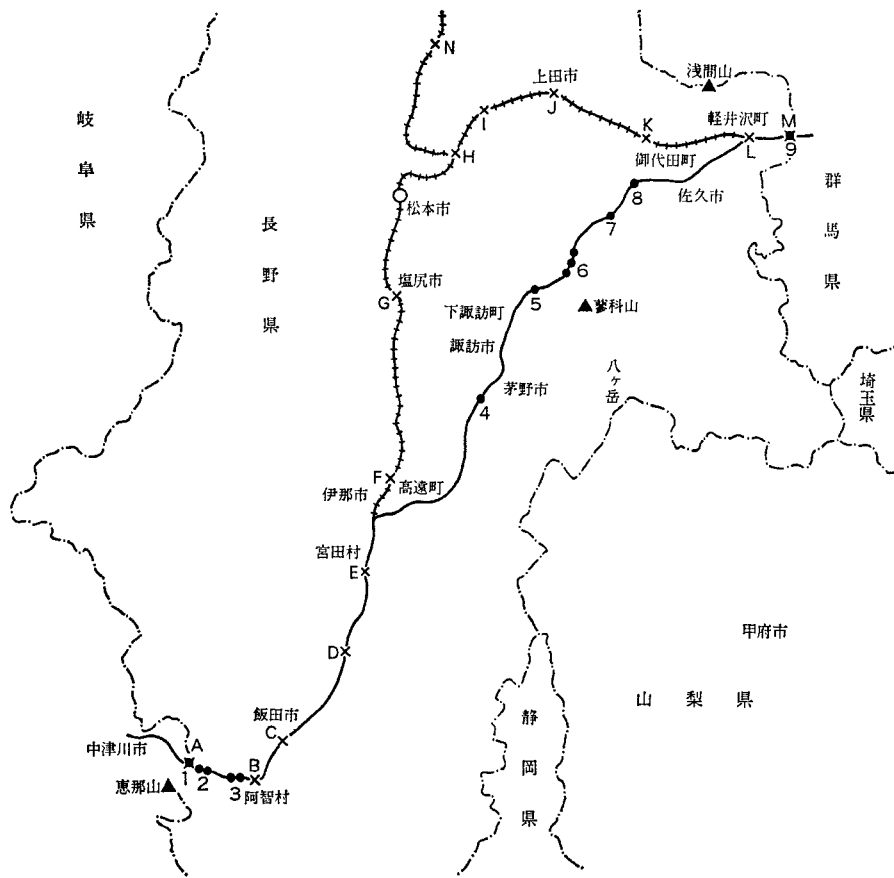 N
浅間山
上田市
岐阜県
J
I
K
軽井沢町
M
H
御代田町
L
9
群馬県
8
佐久市
松本市
長野県
7
6
塩尻市
G
5
蓼科山
下諏訪町
諏訪市
八ヶ岳
茅野市
埼玉県
4
F
高遠町
伊那市
宮田村
E
甲府市
D
山梨県
飯田市
静岡県
C
中津川市
A
B
1
2
3
恵那山
阿智村